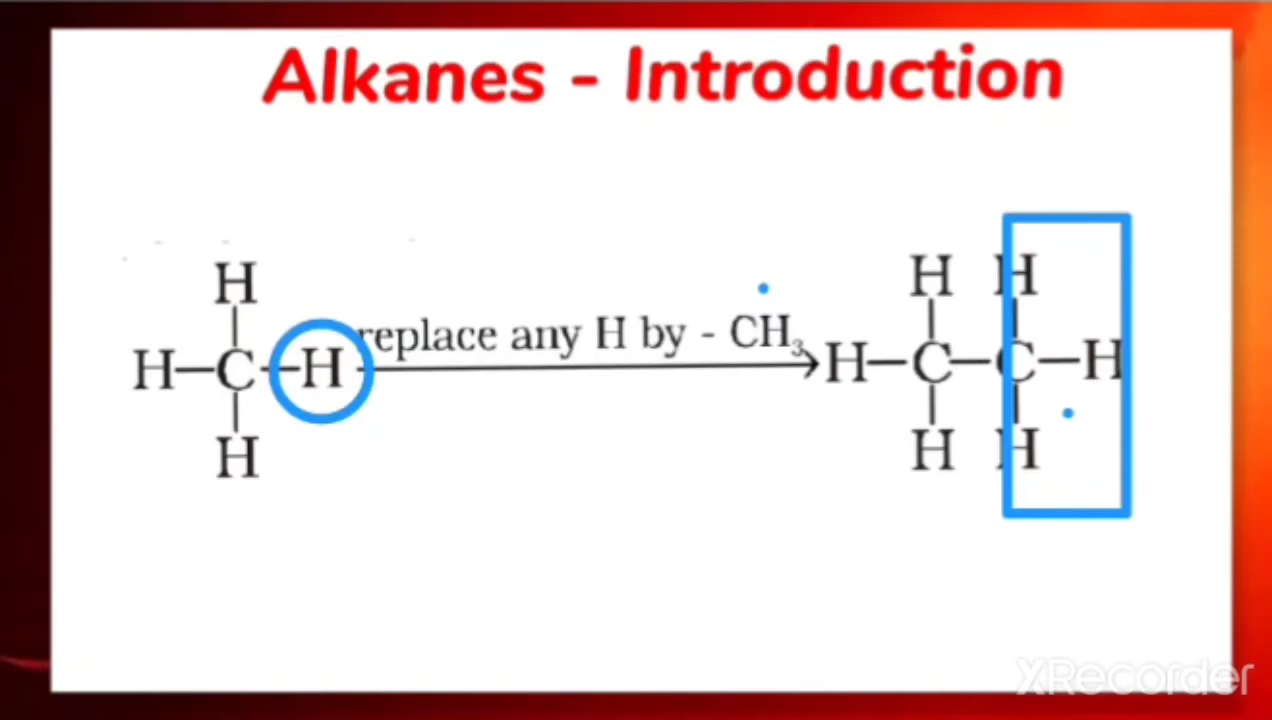 Alkanes - Introduction
H
H-C-H
H
replace any H by - CH₃
H H
H-C-C-H
H H
XRecorder